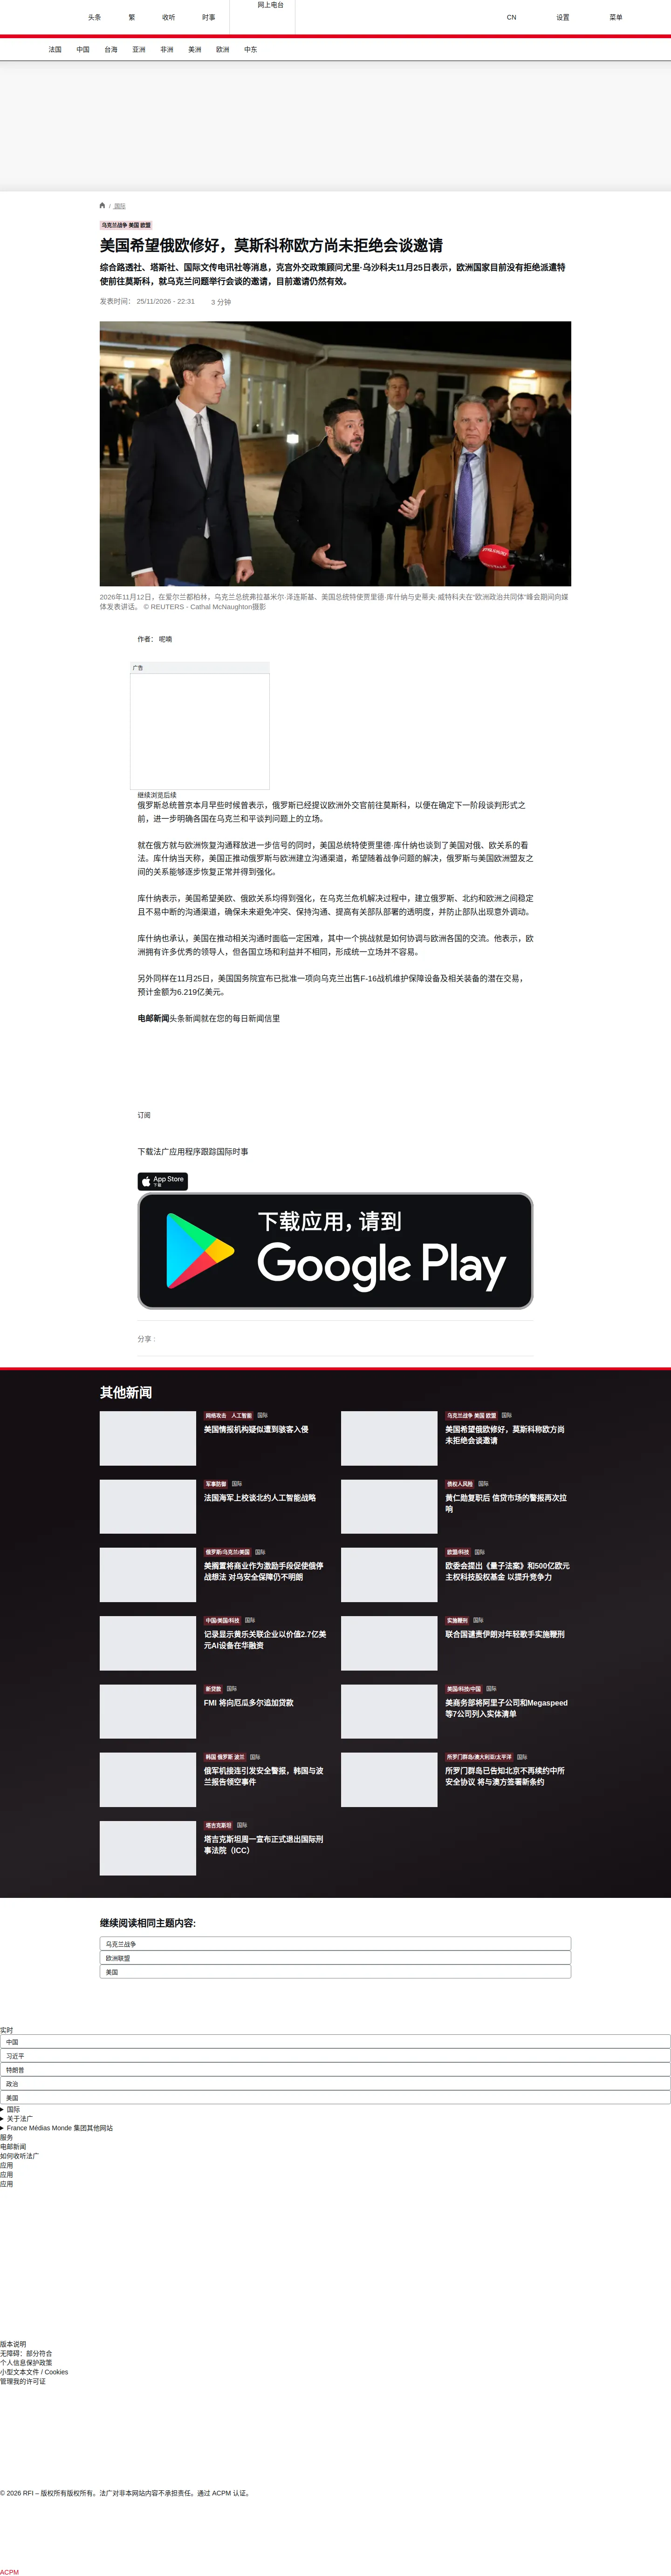 头条
繁
收听
时事
网上电台
CN
设置
菜单
法国
中国
台海
亚洲
非洲
美洲
欧洲
中东
/ 国际
乌克兰战争 美国 欧盟
美国希望俄欧修好，莫斯科称欧方尚未拒绝会谈邀请
综合路透社、塔斯社、国际文传电讯社等消息，克宫外交政策顾问尤里·乌沙科夫11月25日表示，欧洲国家目前没有拒绝派遣特
使前往莫斯科，就乌克兰问题举行会谈的邀请，目前邀请仍然有效。
发表时间： 25/11/2026 - 22:31
3 分钟
2026年11月12日，在爱尔兰都柏林，乌克兰总统弗拉基米尔·泽连斯基、美国总统特使贾里德·库什纳与史蒂夫·威特科夫在“欧洲政治共同体”峰会期间向媒
体发表讲话。 © REUTERS - Cathal McNaughton摄影
作者： 呢喃
广告
继续浏览后续
俄罗斯总统普京本月早些时候曾表示，俄罗斯已经提议欧洲外交官前往莫斯科，以便在确定下一阶段谈判形式之
前，进一步明确各国在乌克兰和平谈判问题上的立场。
就在俄方就与欧洲恢复沟通释放进一步信号的同时，美国总统特使贾里德·库什纳也谈到了美国对俄、欧关系的看
法。库什纳当天称，美国正推动俄罗斯与欧洲建立沟通渠道，希望随着战争问题的解决，俄罗斯与美国欧洲盟友之
间的关系能够逐步恢复正常并得到强化。
库什纳表示，美国希望美欧、俄欧关系均得到强化，在乌克兰危机解决过程中，建立俄罗斯、北约和欧洲之间稳定
且不易中断的沟通渠道，确保未来避免冲突、保持沟通、提高有关部队部署的透明度，并防止部队出现意外调动。
库什纳也承认，美国在推动相关沟通时面临一定困难，其中一个挑战就是如何协调与欧洲各国的交流。他表示，欧
洲拥有许多优秀的领导人，但各国立场和利益并不相同，形成统一立场并不容易。
另外同样在11月25日，美国国务院宣布已批准一项向乌克兰出售F-16战机维护保障设备及相关装备的潜在交易，
预计金额为6.219亿美元。
电邮新闻头条新闻就在您的每日新闻信里
订阅
下载法广应用程序跟踪国际时事
App Store
下载
下载应用，请到
Google Play
分享 :
其他新闻
网络攻击　人工智能 国际
美国情报机构疑似遭到骇客入侵
乌克兰战争 美国 欧盟 国际
美国希望俄欧修好，莫斯科称欧方尚
未拒绝会谈邀请
军事防御 国际
法国海军上校谈北约人工智能战略
债权人风险 国际
黄仁勋复职后 信贷市场的警报再次拉
响
俄罗斯/乌克兰/美国 国际
美搁置将商业作为激励手段促使俄停
战想法 对乌安全保障仍不明朗
欧盟/科技 国际
欧委会提出《量子法案》和500亿欧元
主权科技股权基金 以提升竞争力
中国/美国/科技 国际
记录显示黄乐关联企业以价值2.7亿美
元AI设备在华融资
实施鞭刑 国际
联合国谴责伊朗对年轻歌手实施鞭刑
新贷款 国际
FMI 将向厄瓜多尔追加贷款
美国/科技/中国 国际
美商务部将阿里子公司和Megaspeed
等7公司列入实体清单
韩国 俄罗斯 波兰 国际
俄军机接连引发安全警报，韩国与波
兰报告领空事件
所罗门群岛/澳大利亚/太平洋 国际
所罗门群岛已告知北京不再续约中所
安全协议 将与澳方签署新条约
塔吉克斯坦 国际
塔吉克斯坦周一宣布正式退出国际刑
事法院（ICC）
继续阅读相同主题内容:
乌克兰战争
欧洲联盟
美国
实时
中国
习近平
特朗普
政治
美国
国际
关于法广
France Médias Monde 集团其他网站
服务
电邮新闻
如何收听法广
应用
应用
应用
版本说明
无障碍：部分符合
个人信息保护政策
小型文本文件 / Cookies
管理我的许可证
© 2026 RFI – 版权所有版权所有。法广对非本网站内容不承担责任。通过 ACPM 认证。
ACPM